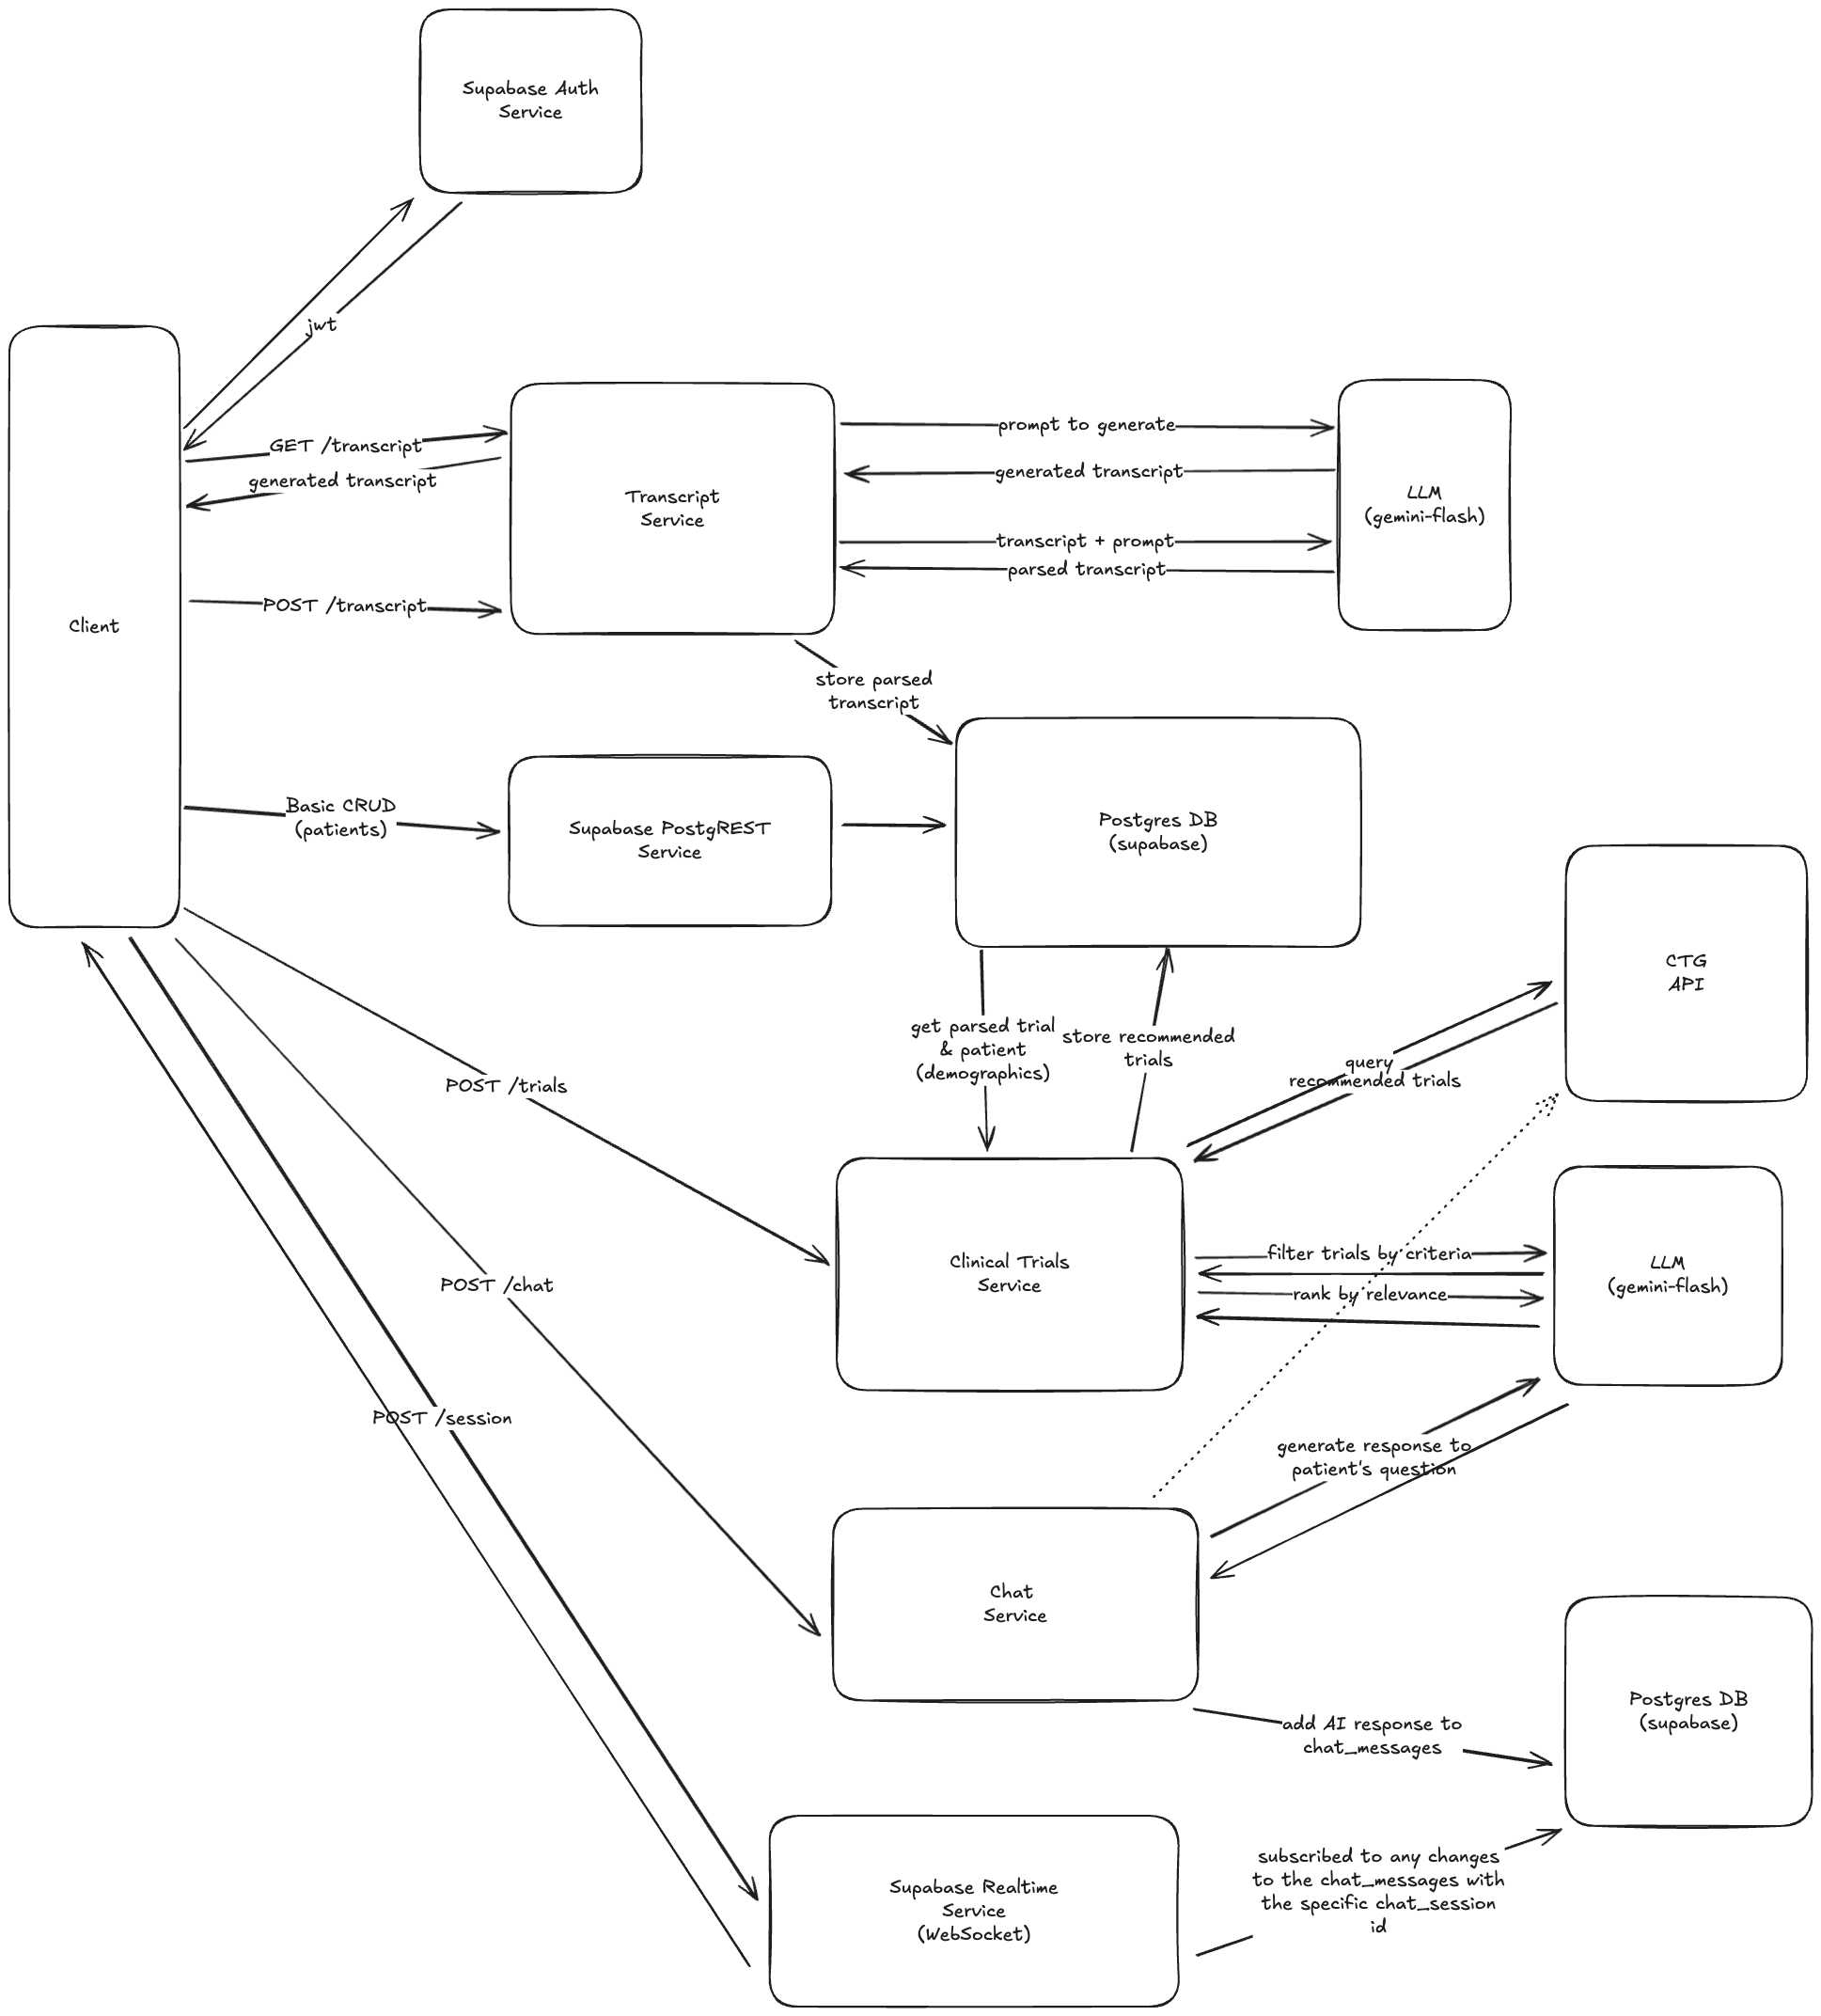 Supabase Auth
Service
jwt
Client
GET /transcript
generated transcript
POST /transcript
Transcript
Service
prompt to generate
generated transcript
transcript + prompt
parsed transcript
LLM
(gemini-flash)
store parsed
transcript
Basic CRUD
(patients)
Supabase PostgREST
Service
Postgres DB
(supabase)
CTG
API
get parsed trial
& patient
(demographics)
store recommended
trials
query
recommended trials
POST /trials
Clinical Trials
Service
filter trials by criteria
rank by relevance
LLM
(gemini-flash)
POST /chat
POST /session
generate response to
patient's question
Chat
Service
add AI response to
chat_messages
Postgres DB
(supabase)
Supabase Realtime
Service
(WebSocket)
subscribed to any changes
to the chat_messages with
the specific chat_session
id